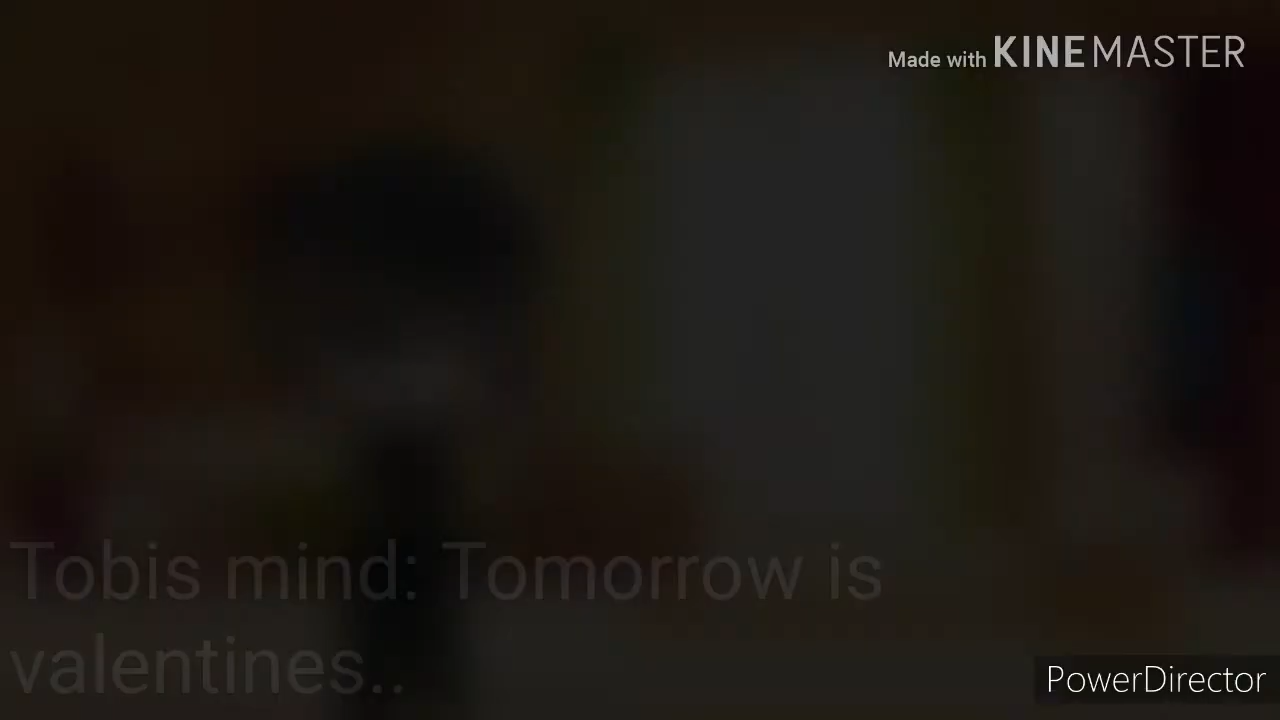 Made with KINEMASTER
Tobis mind: Tomorrow is
valentines..
PowerDirector